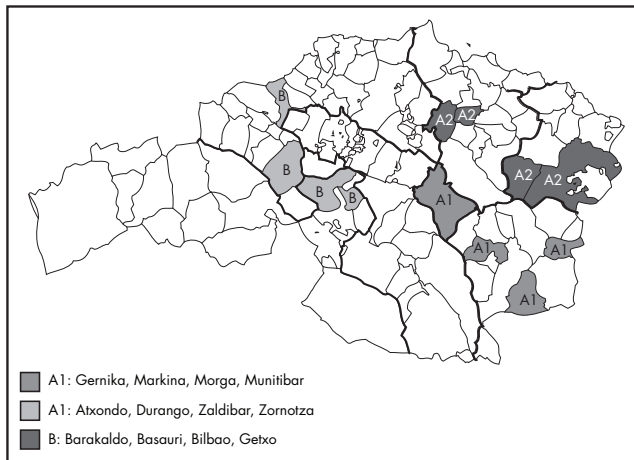 B
A2 A2
B
A2 A2
B B
A1
A1 A1
A1
A1: Gernika, Markina, Morga, Munitibar
A1: Atxondo, Durango, Zaldibar, Zornotza
B: Barakaldo, Basauri, Bilbao, Getxo